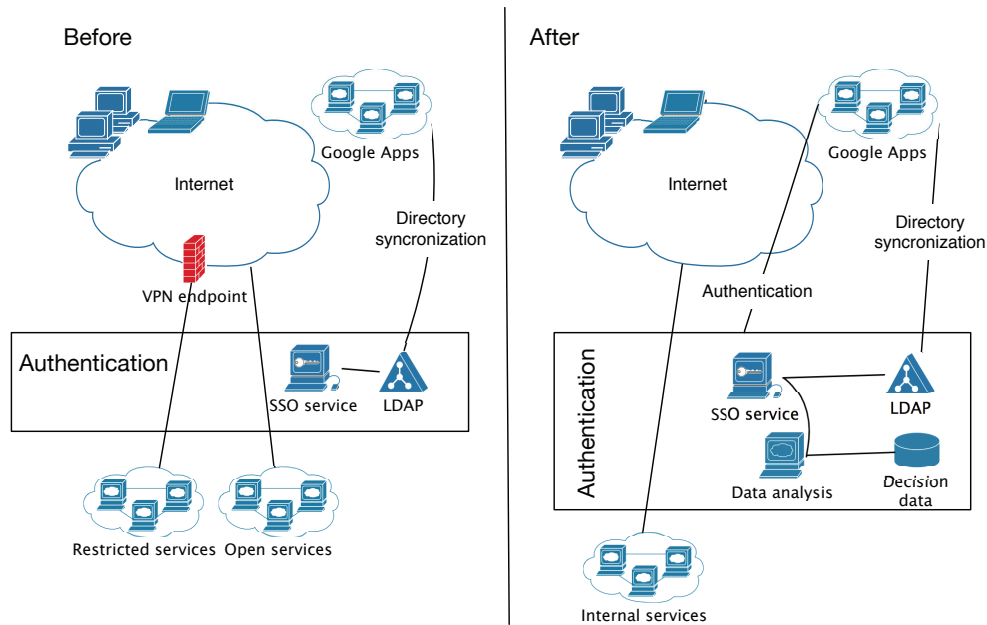 Before
Google Apps
Internet
Directory
syncronization
VPN endpoint
Authentication
SSO service
LDAP
Restricted services
Open services
After
Google Apps
Internet
Directory
syncronization
Authentication
Authentication
SSO service
LDAP
Data analysis
Decision
data
Internal services